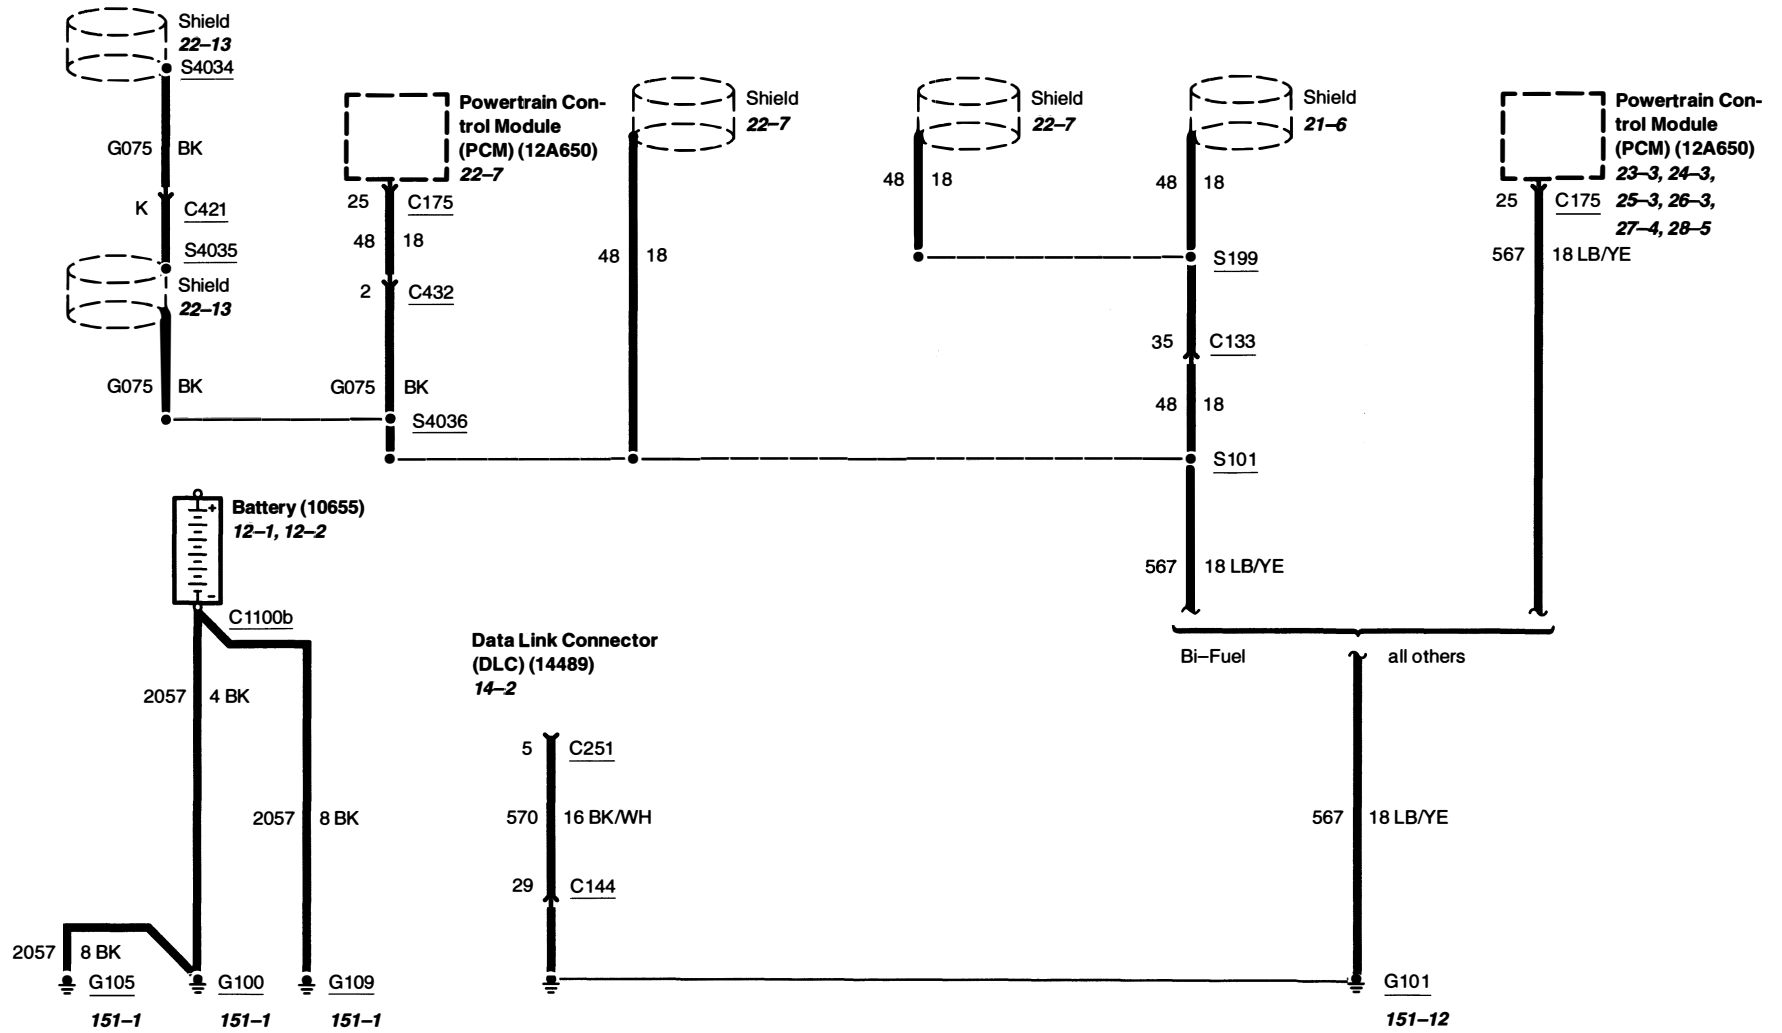 Shield
22–13
S4034
G075 BK
K C421
S4035
Shield
22–13
G075 BK
Powertrain Con-
trol Module
(PCM) (12A650)
22–7
25 C175
48 18
2 C432
G075 BK
S4036
Shield
22–7
48 18
Shield
22–7
48 18
Shield
21–6
48 18
S199
35 C133
48 18
S101
567 18 LB/YE
Powertrain Con-
trol Module
(PCM) (12A650)
23–3, 24–3,
25–3, 26–3,
27–4, 28–5
25 C175
567 18 LB/YE
Bi–Fuel all others
567 18 LB/YE
G101
151–12
Battery (10655)
12–1, 12–2
+
–
C1100b
2057 4 BK
2057 8 BK
2057 8 BK
G105
151–1
G100
151–1
G109
151–1
Data Link Connector
(DLC) (14489)
14–2
5 C251
570 16 BK/WH
29 C144